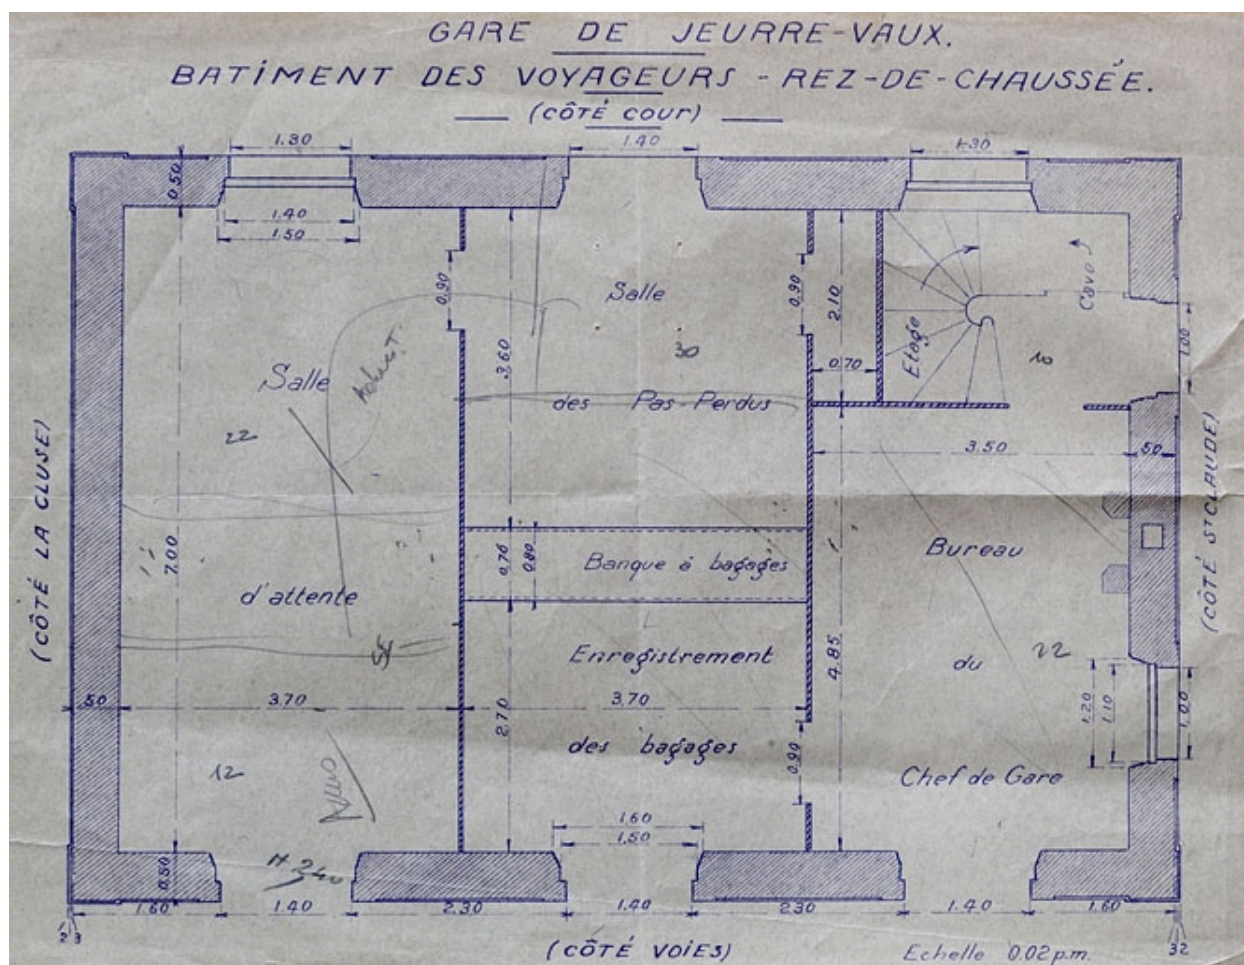 GARE DE JEURRE-VAUX.
BATIMENT DES VOYAGEURS - REZ-DE-CHAUSSÉE.
(CÔTÉ COUR)
1.30
1.40
1.30
0.50
1.40
1.50
0.90
0.90
2.10
Salle
Cave
Etage
1.00
3.60
30
0.70
10
Salle
des Pas-Perdus
22
3.50
50
(CÔTÉ LA CLUSE)
(CÔTÉ ST CLAUDE)
7.00
0.70
0.80
Banque à bagages
Bureau
d'attente
Enregistrement
4.85
du
22
50
3.70
3.70
2.70
1.20
1.10
1.00
des bagages
0.90
12
Chef de Gare
1.60
1.50
0.50
H 240
1.60
1.40
2.30
1.40
2.30
1.40
1.60
2 3
32
(CÔTÉ VOIES)
Echelle 0.02 p.m.